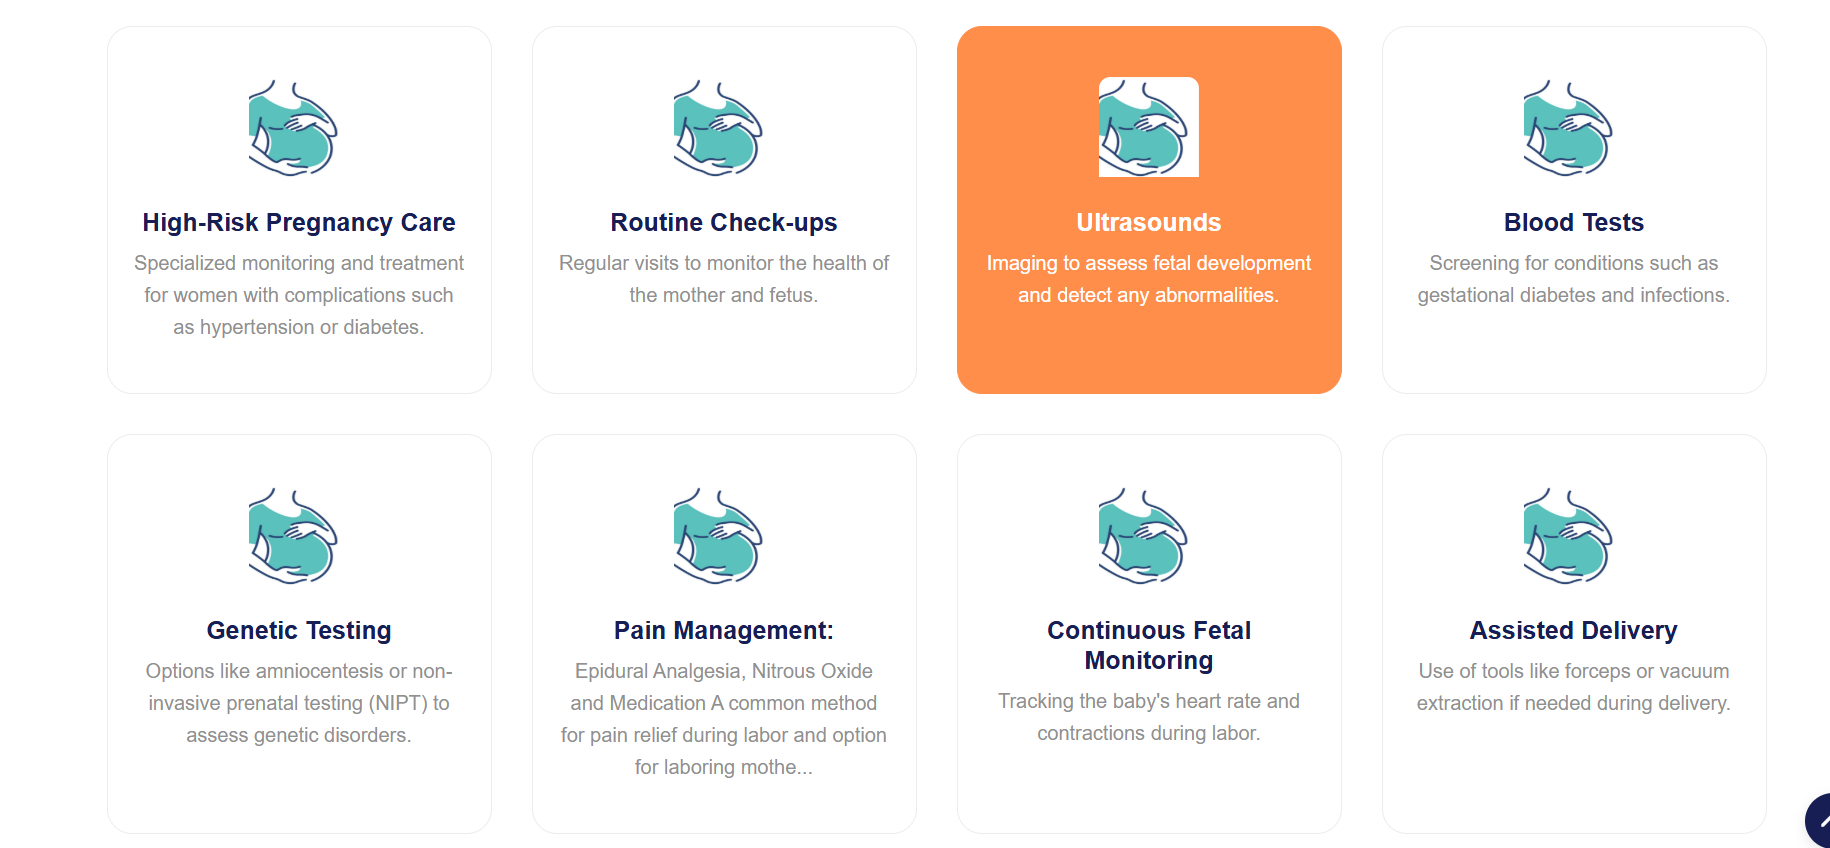 High-Risk Pregnancy Care
Specialized monitoring and treatment
for women with complications such
as hypertension or diabetes.
Routine Check-ups
Regular visits to monitor the health of
the mother and fetus.
Ultrasounds
Imaging to assess fetal development
and detect any abnormalities.
Blood Tests
Screening for conditions such as
gestational diabetes and infections.
Genetic Testing
Options like amniocentesis or non-
invasive prenatal testing (NIPT) to
assess genetic disorders.
Pain Management:
Epidural Analgesia, Nitrous Oxide
and Medication A common method
for pain relief during labor and option
for laboring mothe...
Continuous Fetal
Monitoring
Tracking the baby's heart rate and
contractions during labor.
Assisted Delivery
Use of tools like forceps or vacuum
extraction if needed during delivery.